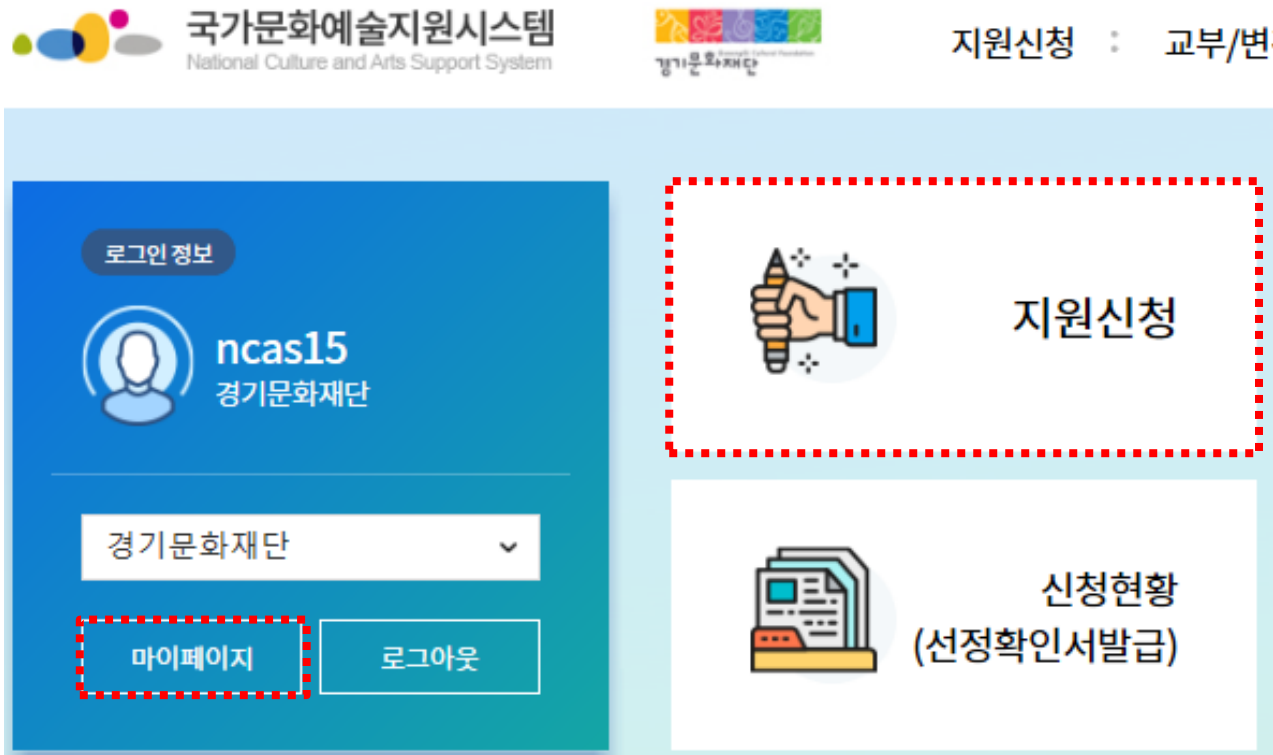 국가문화예술지원시스템
National Culture and Arts Support System
경기문화재단
지원신청
교부/변
로그인 정보
ncas15
경기문화재단
경기문화재단
마이페이지
로그아웃
지원신청
신청현황
(선정확인서발급)